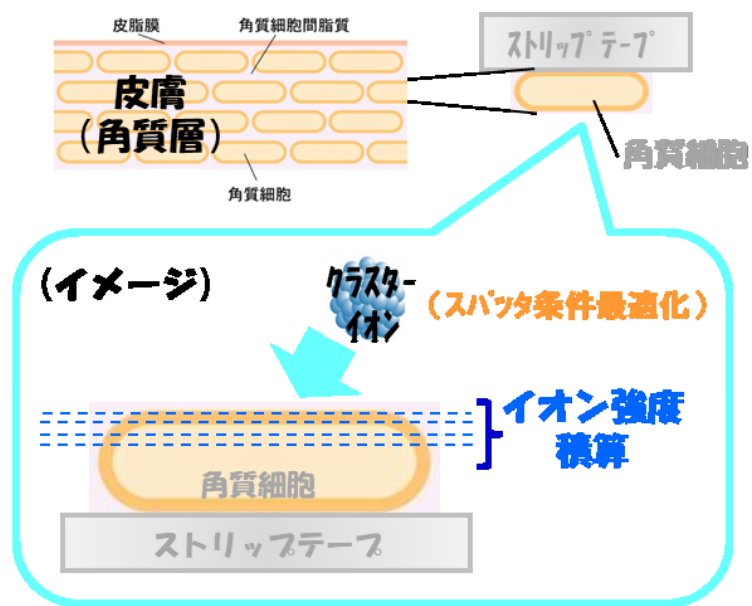 皮脂膜
角質細胞間脂質
ストリップテープ
皮膚
(角質層)
角質細胞
角質細胞
(イメージ)
クラスター
イオン
(スパッタ条件最適化)
イオン強度
積算
角質細胞
ストリップテープ